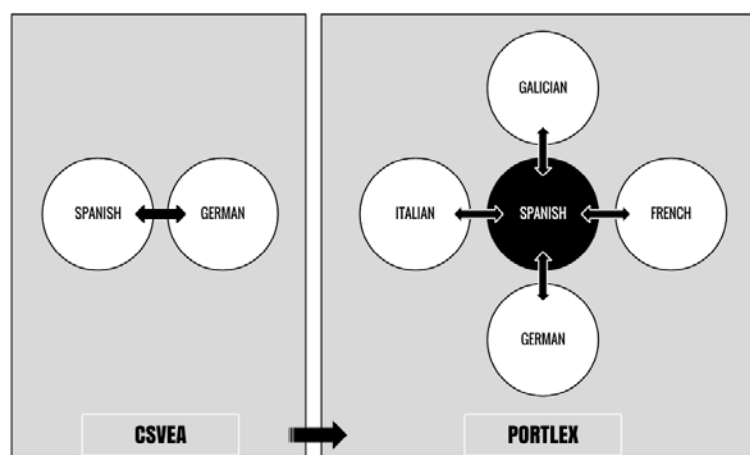 SPANISH
GERMAN
CSVEA
GALICIAN
ITALIAN
SPANISH
FRENCH
GERMAN
PORTLEX